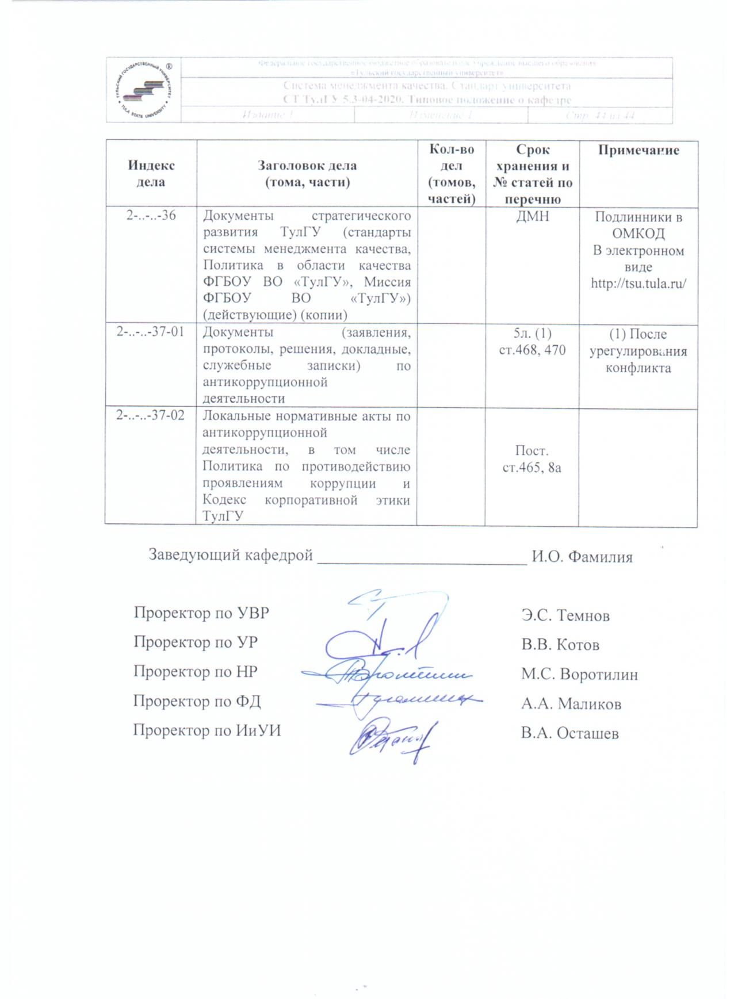 ТУЛЬСКИЙ ГОСУДАРСТВЕННЫЙ УНИВЕРСИТЕТ
®
• TULA STATE UNIVERSITY •
Федеральное государственное бюджетное образовательное учреждение высшего образования
«Тульский государственный университет»
Система менеджмента качества. Стандарт университета
СТ ТулГУ 5.3-04-2020. Типовое положение о кафедре
Издание 1
Изменение 1
Стр. 44 из 44
Индекс
дела
Заголовок дела
(тома, части)
Кол-во
дел
(томов,
частей)
Срок
хранения и
№ статей по
перечню
Примечание
2-..-..-36
Документы стратегического
развития ТулГУ (стандарты
системы менеджмента качества,
Политика в области качества
ФГБОУ ВО «ТулГУ», Миссия
ФГБОУ ВО «ТулГУ»)
(действующие) (копии)
ДМН
Подлинники в
ОМКОД
В электронном
виде
http://tsu.tula.ru/
2-..-..-37-01
Документы (заявления,
протоколы, решения, докладные,
служебные записки) по
антикоррупционной
деятельности
5л. (1)
ст.468, 470
(1) После
урегулирования
конфликта
2-..-..-37-02
Локальные нормативные акты по
антикоррупционной
деятельности, в том числе
Политика по противодействию
проявлениям коррупции и
Кодекс корпоративной этики
ТулГУ
Пост.
ст.465, 8а
Заведующий кафедрой __________________________ И.О. Фамилия
Проректор по УВР Э.С. Темнов
Проректор по УР В.В. Котов
Проректор по НР М.С. Воротилин
Проректор по ФД А.А. Маликов
Проректор по ИиУИ В.А. Осташев